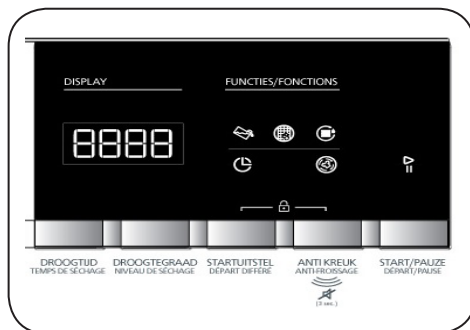 DISPLAY
FUNCTIES/FONCTIONS
8888
DROOGTIJD
TEMPS DE SÉCHAGE
DROOGTEGRAAD
NIVEAU DE SÉCHAGE
STARTUITSTEL
DÉPART DIFFÉRÉ
ANTI KREUK
ANTI-FROISSAGE
(3 sec.)
START/PAUZE
DÉPART/PAUSE